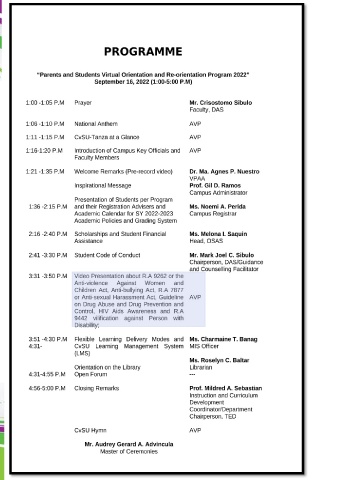 PROGRAMME
"Parents and Students Virtual Orientation and Re-orientation Program 2022"
September 16, 2022 (1:00-5:00 P.M)
1:00 -1:05 P.M Prayer Mr. Crisostomo Sibulo
Faculty, DAS
1:06 -1:10 P.M National Anthem AVP
1:11 -1:15 P.M CvSU-Tanza at a Glance AVP
1:16-1:20 P.M Introduction of Campus Key Officials and AVP
Faculty Members
1:21 -1:35 P.M Welcome Remarks (Pre-record video) Dr. Ma. Agnes P. Nuestro
VPAA
Inspirational Message Prof. Gil D. Ramos
Campus Administrator
Presentation of Students per Program
1:36 -2:15 P.M and their Registration Advisers and Ms. Noemi A. Perida
Academic Calendar for SY 2022-2023 Campus Registrar
Academic Policies and Grading System
2:16 -2:40 P.M Scholarships and Student Financial Ms. Melona I. Saquin
Assistance Head, OSAS
2:41 -3:30 P.M Student Code of Conduct Mr. Mark Joel C. Sibulo
Chairperson, DAS/Guidance
and Counselling Facilitator
3:31 -3:50 P.M Video Presentation about R.A 9262 or the
Anti-violence Against Women and
Children Act, Anti-bullying Act, R.A 7877
or Anti-sexual Harassment Act, Guideline AVP
on Drug Abuse and Drug Prevention and
Control, HIV Aids Awareness and R.A
9442 vilification against Person with
Disability;
3:51 -4:30 P.M Flexible Learning Delivery Modes and Ms. Charmaine T. Banag
4:31- CvSU Learning Management System MIS Officer
(LMS)
Ms. Roselyn C. Baltar
Orientation on the Library Librarian
4:31-4:55 P.M Open Forum ---
4:56-5:00 P.M Closing Remarks Prof. Mildred A. Sebastian
Instruction and Curriculum
Development
Coordinator/Department
Chairperson, TED
CvSU Hymn AVP
Mr. Audrey Gerard A. Advincula
Master of Ceremonies